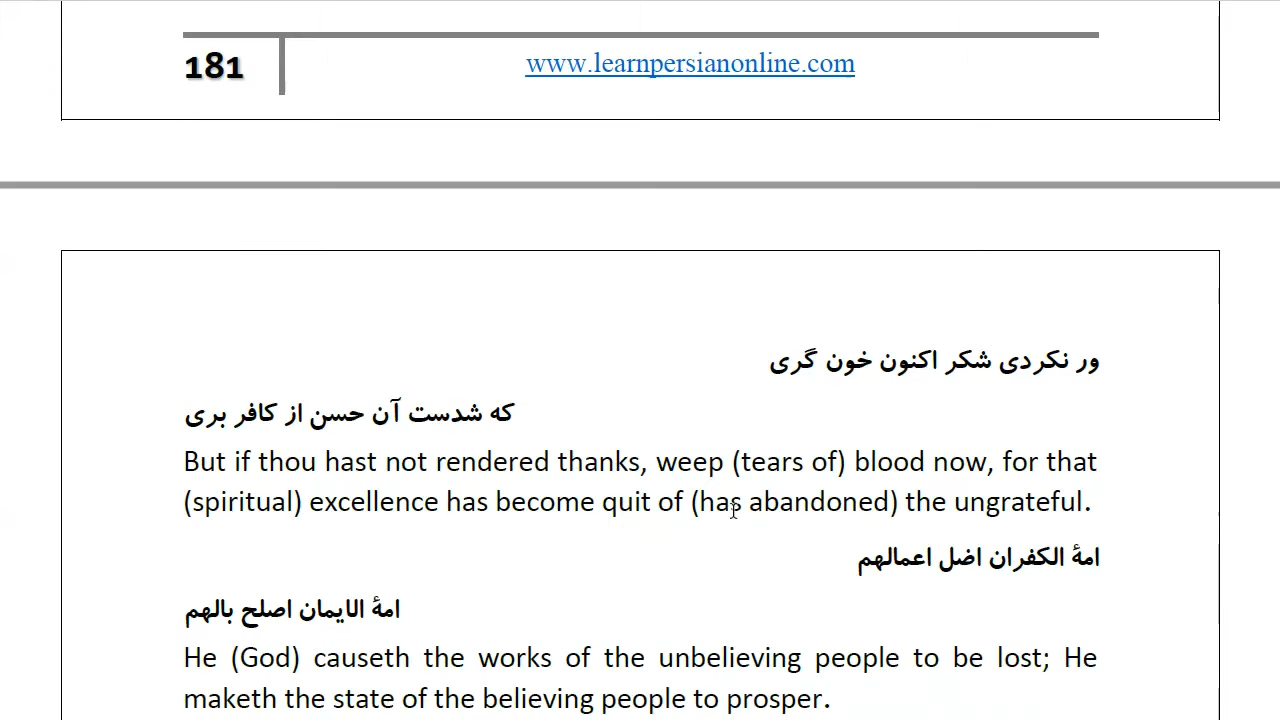 181 www.learnpersianonline.com
ور نکردی شکر اکنون خون گری
که شدست آن حسن از کافر بری
But if thou hast not rendered thanks, weep (tears of) blood now, for that
(spiritual) excellence has become quit of (has abandoned) the ungrateful.
امهٔ الکفران اضل اعمالهم
امهٔ الایمان اصلح بالهم
He (God) causeth the works of the unbelieving people to be lost; He
maketh the state of the believing people to prosper.